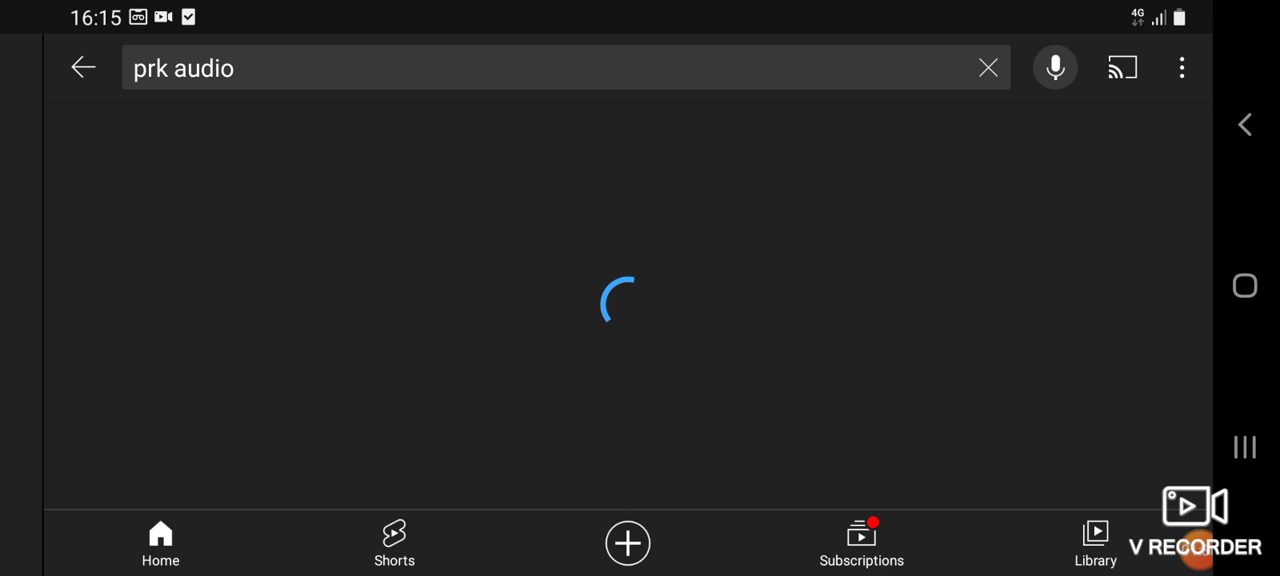 16:15
4G
prk audio
Home
Shorts
Subscriptions
Library
V RECORDER